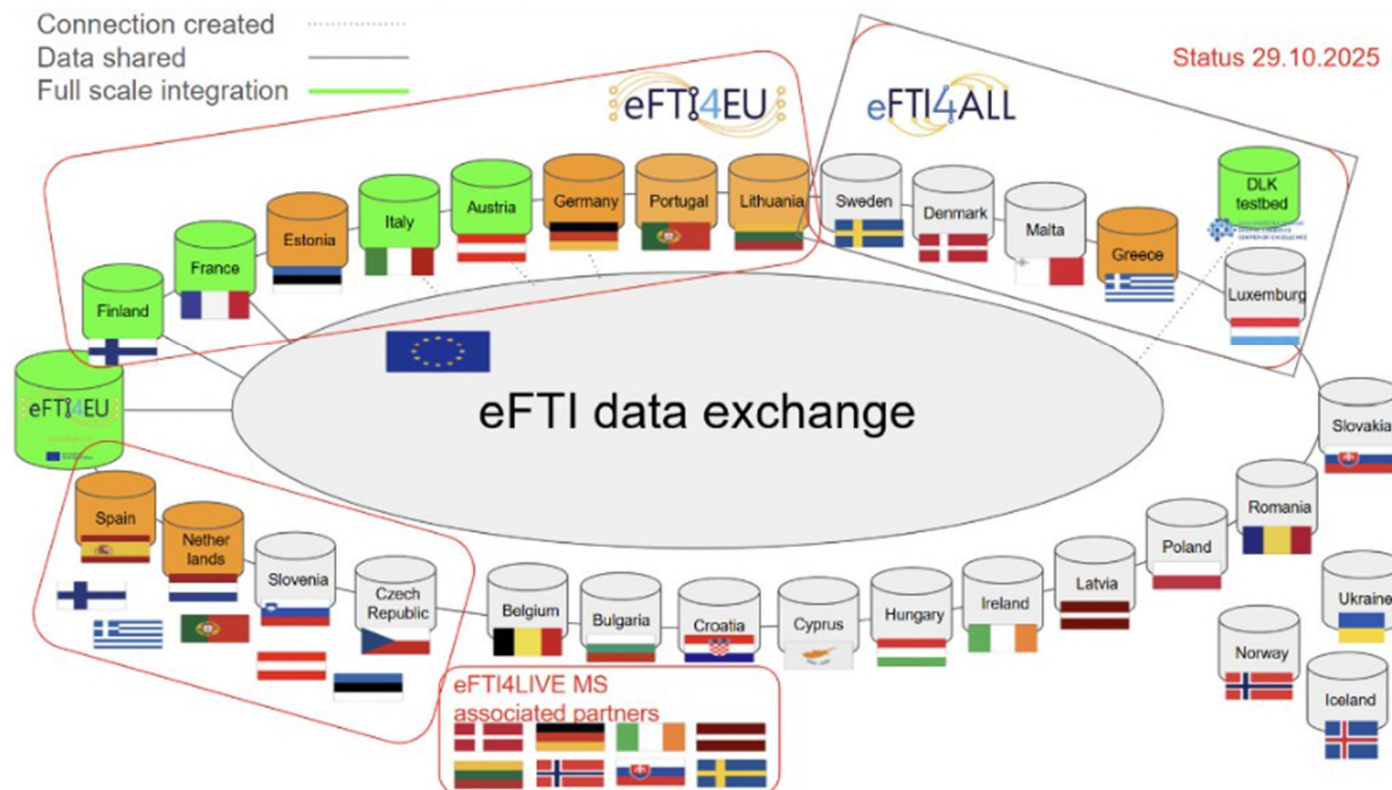 Connection created
Data shared
Full scale integration
eFTI4EU
eFTI4ALL
Status 29.10.2025
Finland
France
Estonia
Italy
Austria
Germany
Portugal
Lithuania
Sweden
Denmark
Malta
Greece
DLK
testbed
Luxemburg
eFTI4EU
eFTI data exchange
Slovakia
Spain
Nether
lands
Slovenia
Czech
Republic
Belgium
Bulgaria
Croatia
Cyprus
Hungary
Ireland
Latvia
Poland
Romania
Ukraine
Norway
Iceland
eFTI4LIVE MS
associated partners